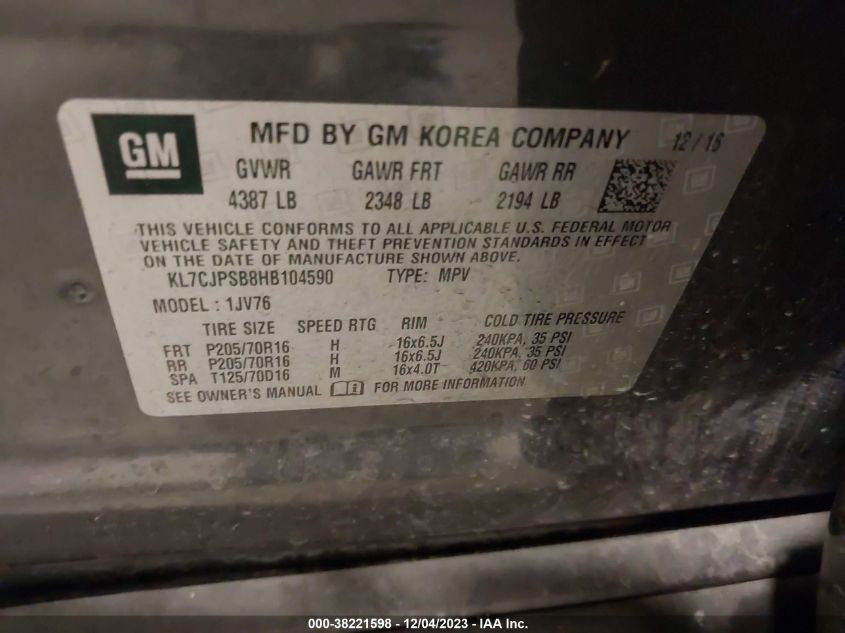 GM MFD BY GM KOREA COMPANY 12/16
GVWR GAWR FRT GAWR RR
4387 LB 2348 LB 2194 LB
THIS VEHICLE CONFORMS TO ALL APPLICABLE U.S. FEDERAL MOTOR
VEHICLE SAFETY AND THEFT PREVENTION STANDARDS IN EFFECT
ON THE DATE OF MANUFACTURE SHOWN ABOVE.
KL7CJPSB8HB104590 TYPE: MPV
MODEL : 1JV76
TIRE SIZE SPEED RTG RIM COLD TIRE PRESSURE
FRT P205/70R16 H 16x6.5J 240KPA, 35 PSI
RR P205/70R16 H 16x6.5J 240KPA, 35 PSI
SPA T125/70D16 M 16x4.0T 420KPA, 60 PSI
SEE OWNER'S MANUAL FOR MORE INFORMATION
000-38221598 - 12/04/2023 - IAA Inc.